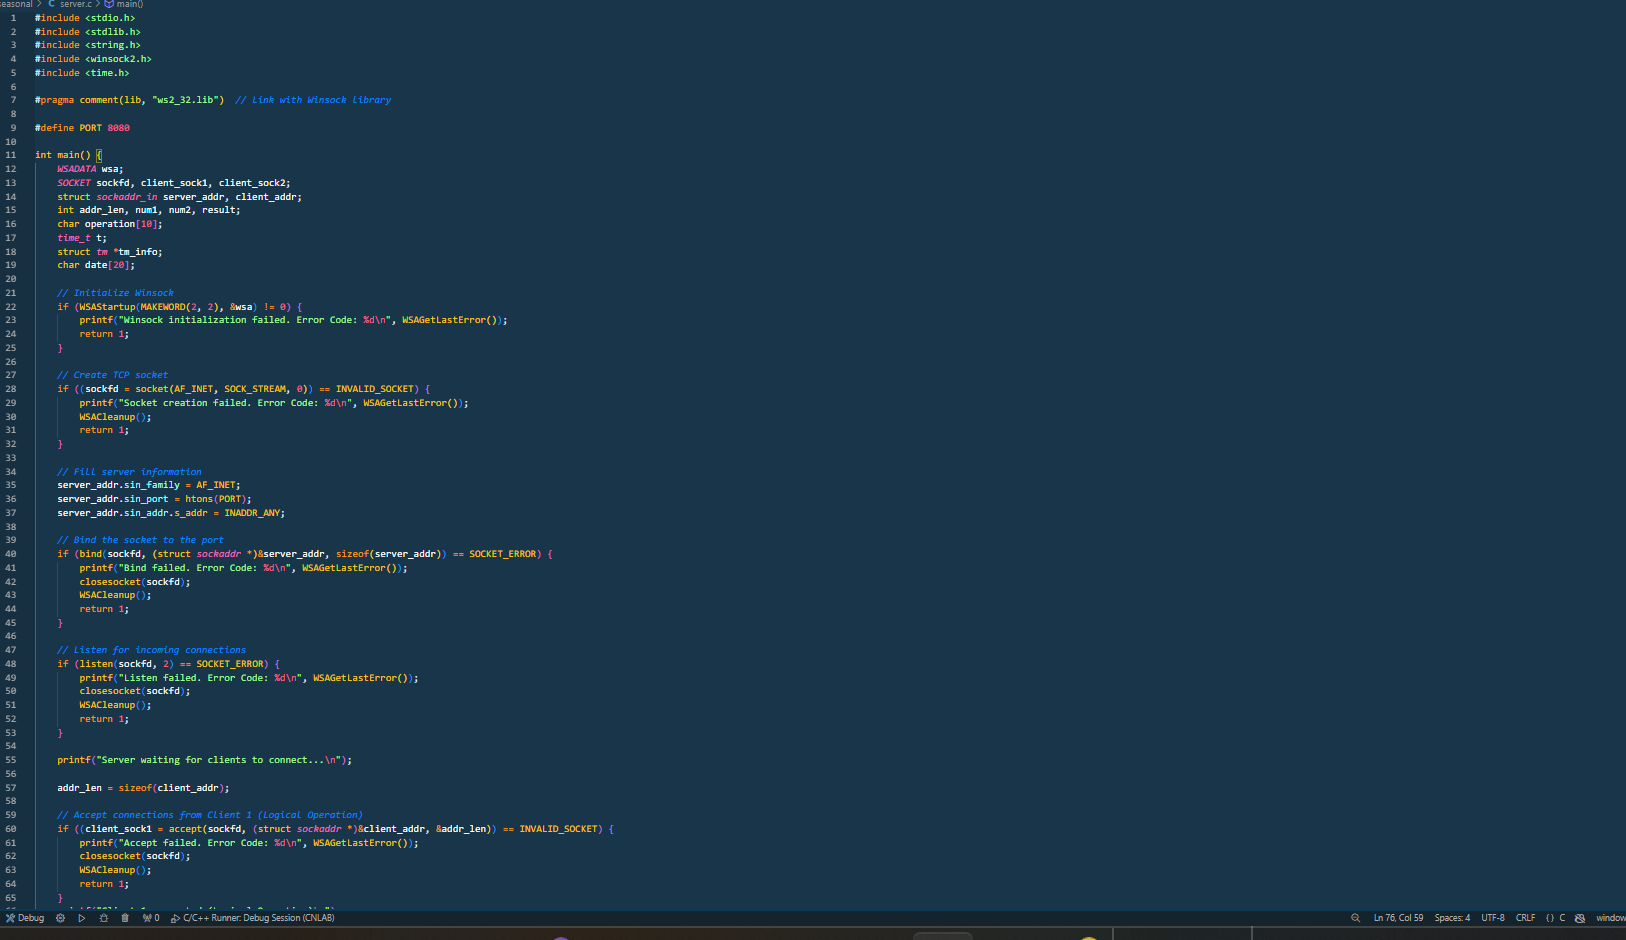 seasonal > C server.c > main()
1 #include <stdio.h>
2 #include <stdlib.h>
3 #include <string.h>
4 #include <winsock2.h>
5 #include <time.h>
6
7 #pragma comment(lib, "ws2_32.lib")  // Link with Winsock library
8
9 #define PORT 8080
10
11 int main() {
12     WSADATA wsa;
13     SOCKET sockfd, client_sock1, client_sock2;
14     struct sockaddr_in server_addr, client_addr;
15     int addr_len, num1, num2, result;
16     char operation[10];
17     time_t t;
18     struct tm *tm_info;
19     char date[20];
20
21     // Initialize Winsock
22     if (WSAStartup(MAKEWORD(2, 2), &wsa) != 0) {
23         printf("Winsock initialization failed. Error Code: %d\n", WSAGetLastError());
24         return 1;
25     }
26
27     // Create TCP socket
28     if ((sockfd = socket(AF_INET, SOCK_STREAM, 0)) == INVALID_SOCKET) {
29         printf("Socket creation failed. Error Code: %d\n", WSAGetLastError());
30         WSACleanup();
31         return 1;
32     }
33
34     // Fill server information
35     server_addr.sin_family = AF_INET;
36     server_addr.sin_port = htons(PORT);
37     server_addr.sin_addr.s_addr = INADDR_ANY;
38
39     // Bind the socket to the port
40     if (bind(sockfd, (struct sockaddr *)&server_addr, sizeof(server_addr)) == SOCKET_ERROR) {
41         printf("Bind failed. Error Code: %d\n", WSAGetLastError());
42         closesocket(sockfd);
43         WSACleanup();
44         return 1;
45     }
46
47     // Listen for incoming connections
48     if (listen(sockfd, 2) == SOCKET_ERROR) {
49         printf("Listen failed. Error Code: %d\n", WSAGetLastError());
50         closesocket(sockfd);
51         WSACleanup();
52         return 1;
53     }
54
55     printf("Server waiting for clients to connect...\n");
56
57     addr_len = sizeof(client_addr);
58
59     // Accept connections from Client 1 (Logical Operation)
60     if ((client_sock1 = accept(sockfd, (struct sockaddr *)&client_addr, &addr_len)) == INVALID_SOCKET) {
61         printf("Accept failed. Error Code: %d\n", WSAGetLastError());
62         closesocket(sockfd);
63         WSACleanup();
64         return 1;
65     }
Debug 0 C/C++ Runner: Debug Session (CNLAB) Ln 76, Col 59 Spaces: 4 UTF-8 CRLF {} C window